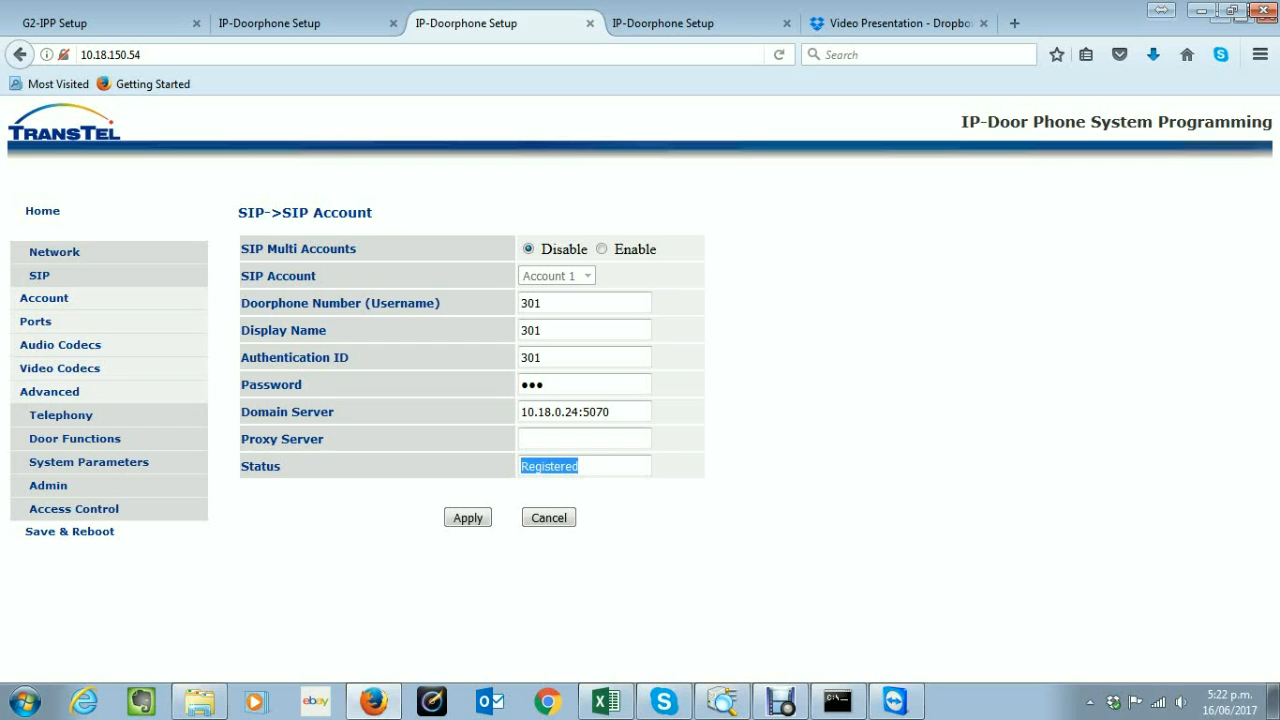 G2-IPP Setup
IP-Doorphone Setup
IP-Doorphone Setup
IP-Doorphone Setup
Video Presentation - Dropbo
10.18.150.54
Search
Most Visited
Getting Started
TRANSTEL
IP-Door Phone System Programming
Home
Network
SIP
Account
Ports
Audio Codecs
Video Codecs
Advanced
Telephony
Door Functions
System Parameters
Admin
Access Control
Save & Reboot
SIP->SIP Account
SIP Multi Accounts Disable Enable
SIP Account Account 1
Doorphone Number (Username) 301
Display Name 301
Authentication ID 301
Password •••
Domain Server 10.18.0.24:5070
Proxy Server
Status Registered
Apply Cancel
ebay
5:22 p.m.
16/06/2017